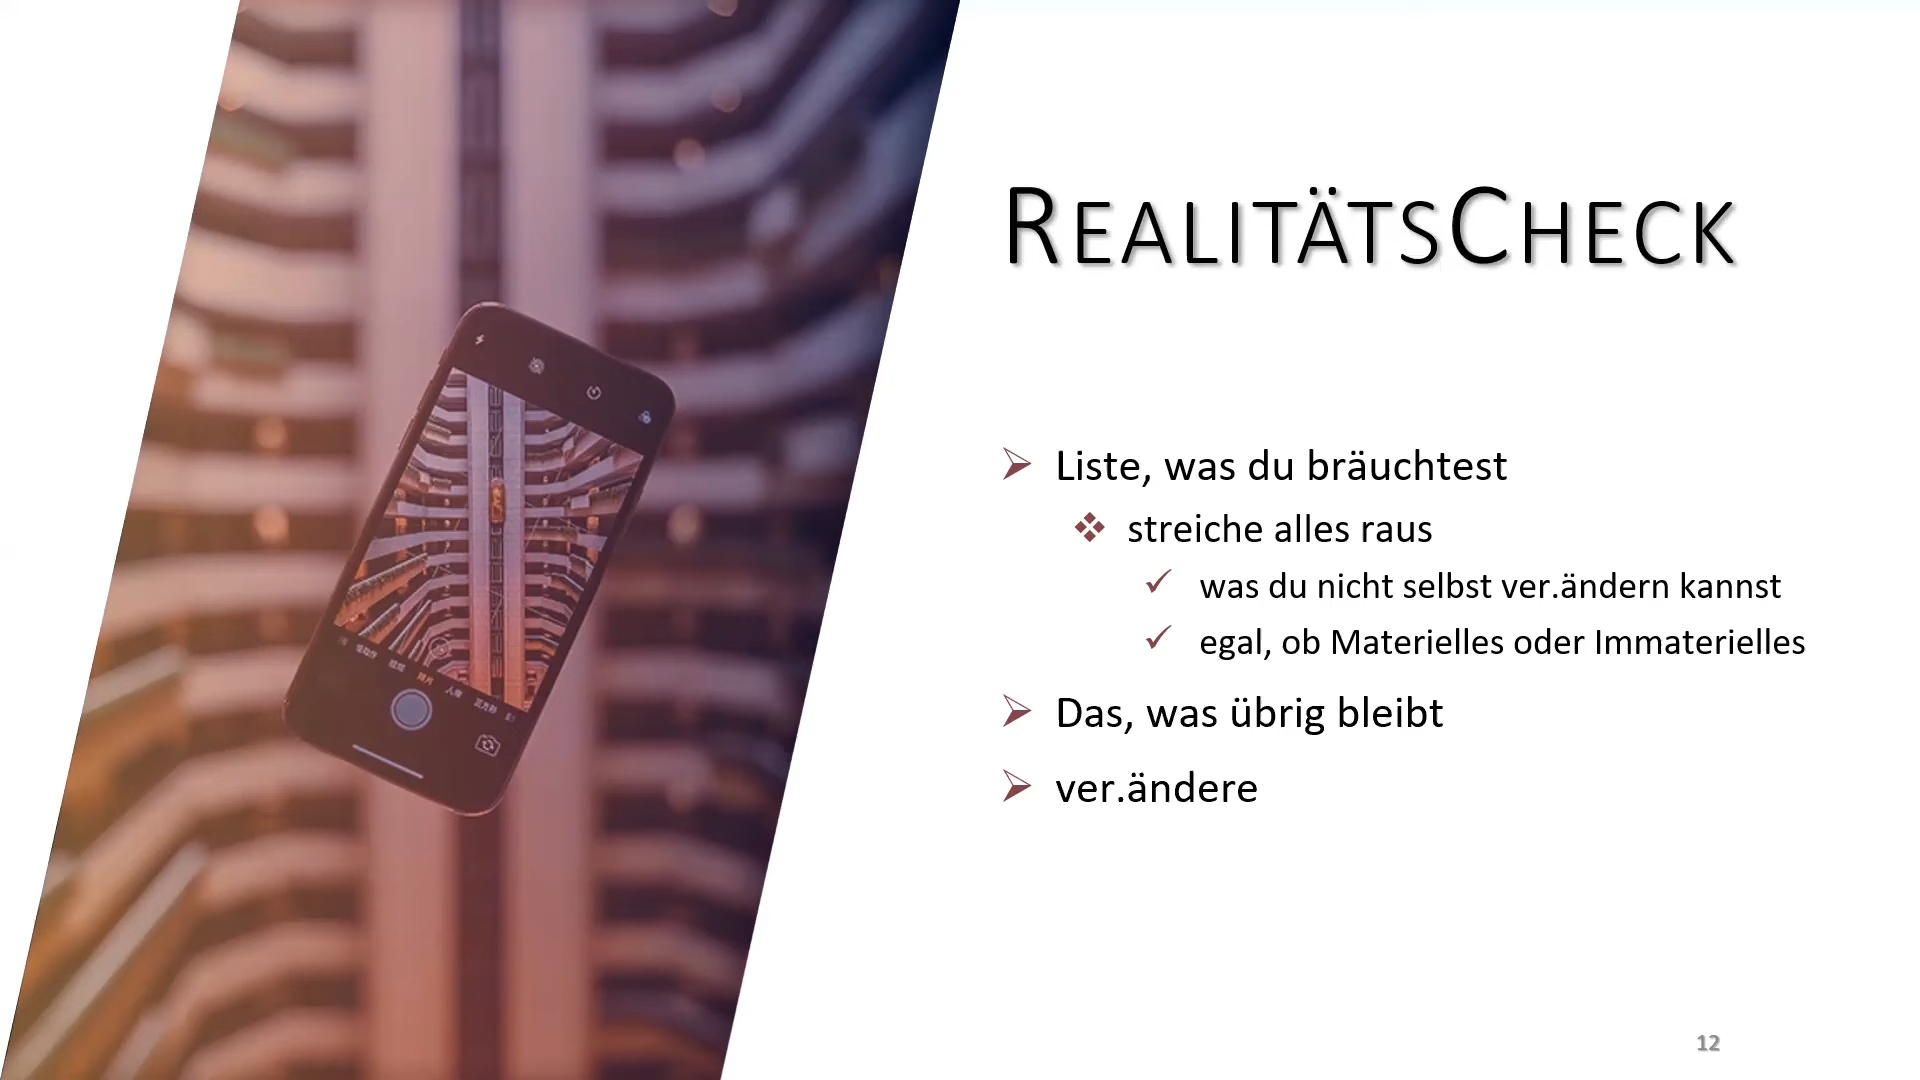 RealitätsCheck
Liste, was du bräuchtest
streiche alles raus
was du nicht selbst ver.ändern kannst
egal, ob Materielles oder Immaterielles
Das, was übrig bleibt
ver.ändere
12